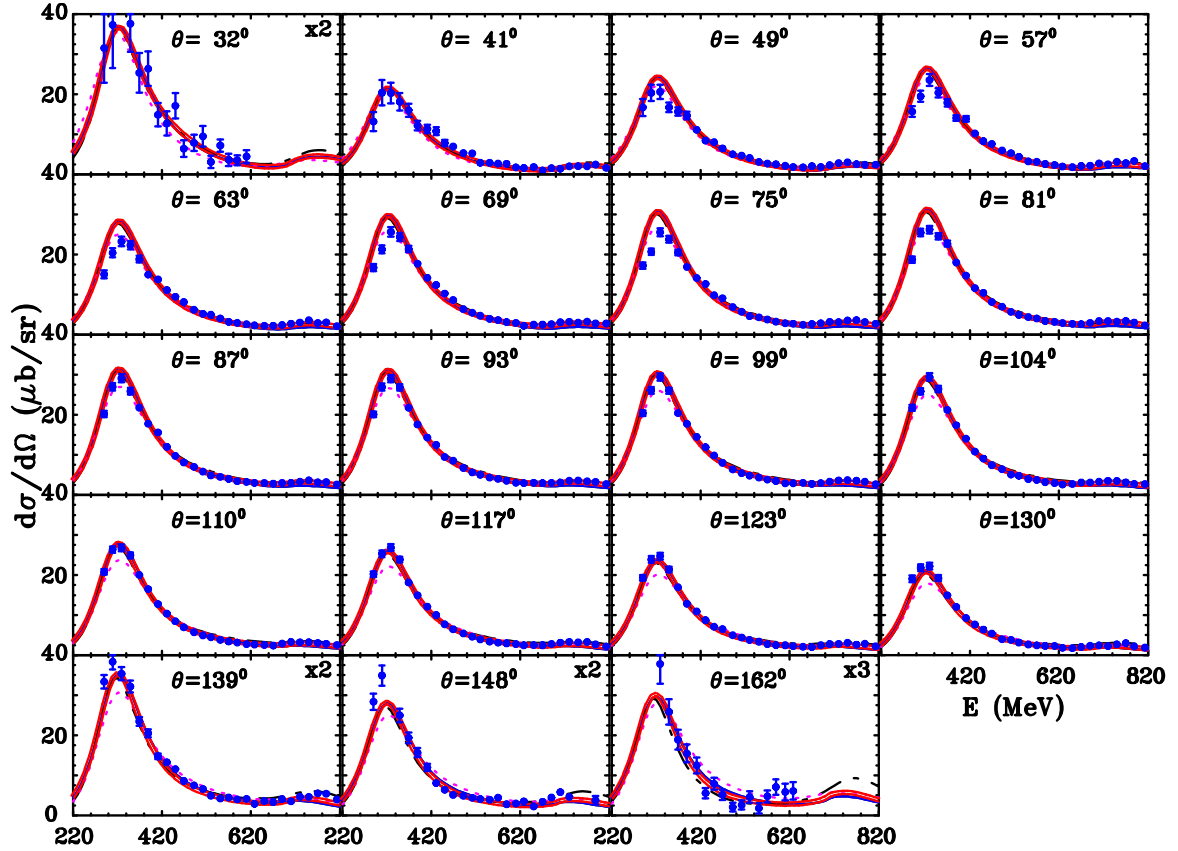 40 θ= 32⁰ x2 θ= 41⁰ θ= 49⁰ θ= 57⁰
20
40 θ= 63⁰ θ= 69⁰ θ= 75⁰ θ= 81⁰
20
40 θ= 87⁰ θ= 93⁰ θ= 99⁰ θ=104⁰
20
40 θ=110⁰ θ=117⁰ θ=123⁰ θ=130⁰
20
40 θ=139⁰ x2 θ=148⁰ x2 θ=162⁰ x3 420 620 820
E (MeV)
20
0
220 420 620 220 420 620 220 420 620 820
dσ/dΩ (μb/sr)